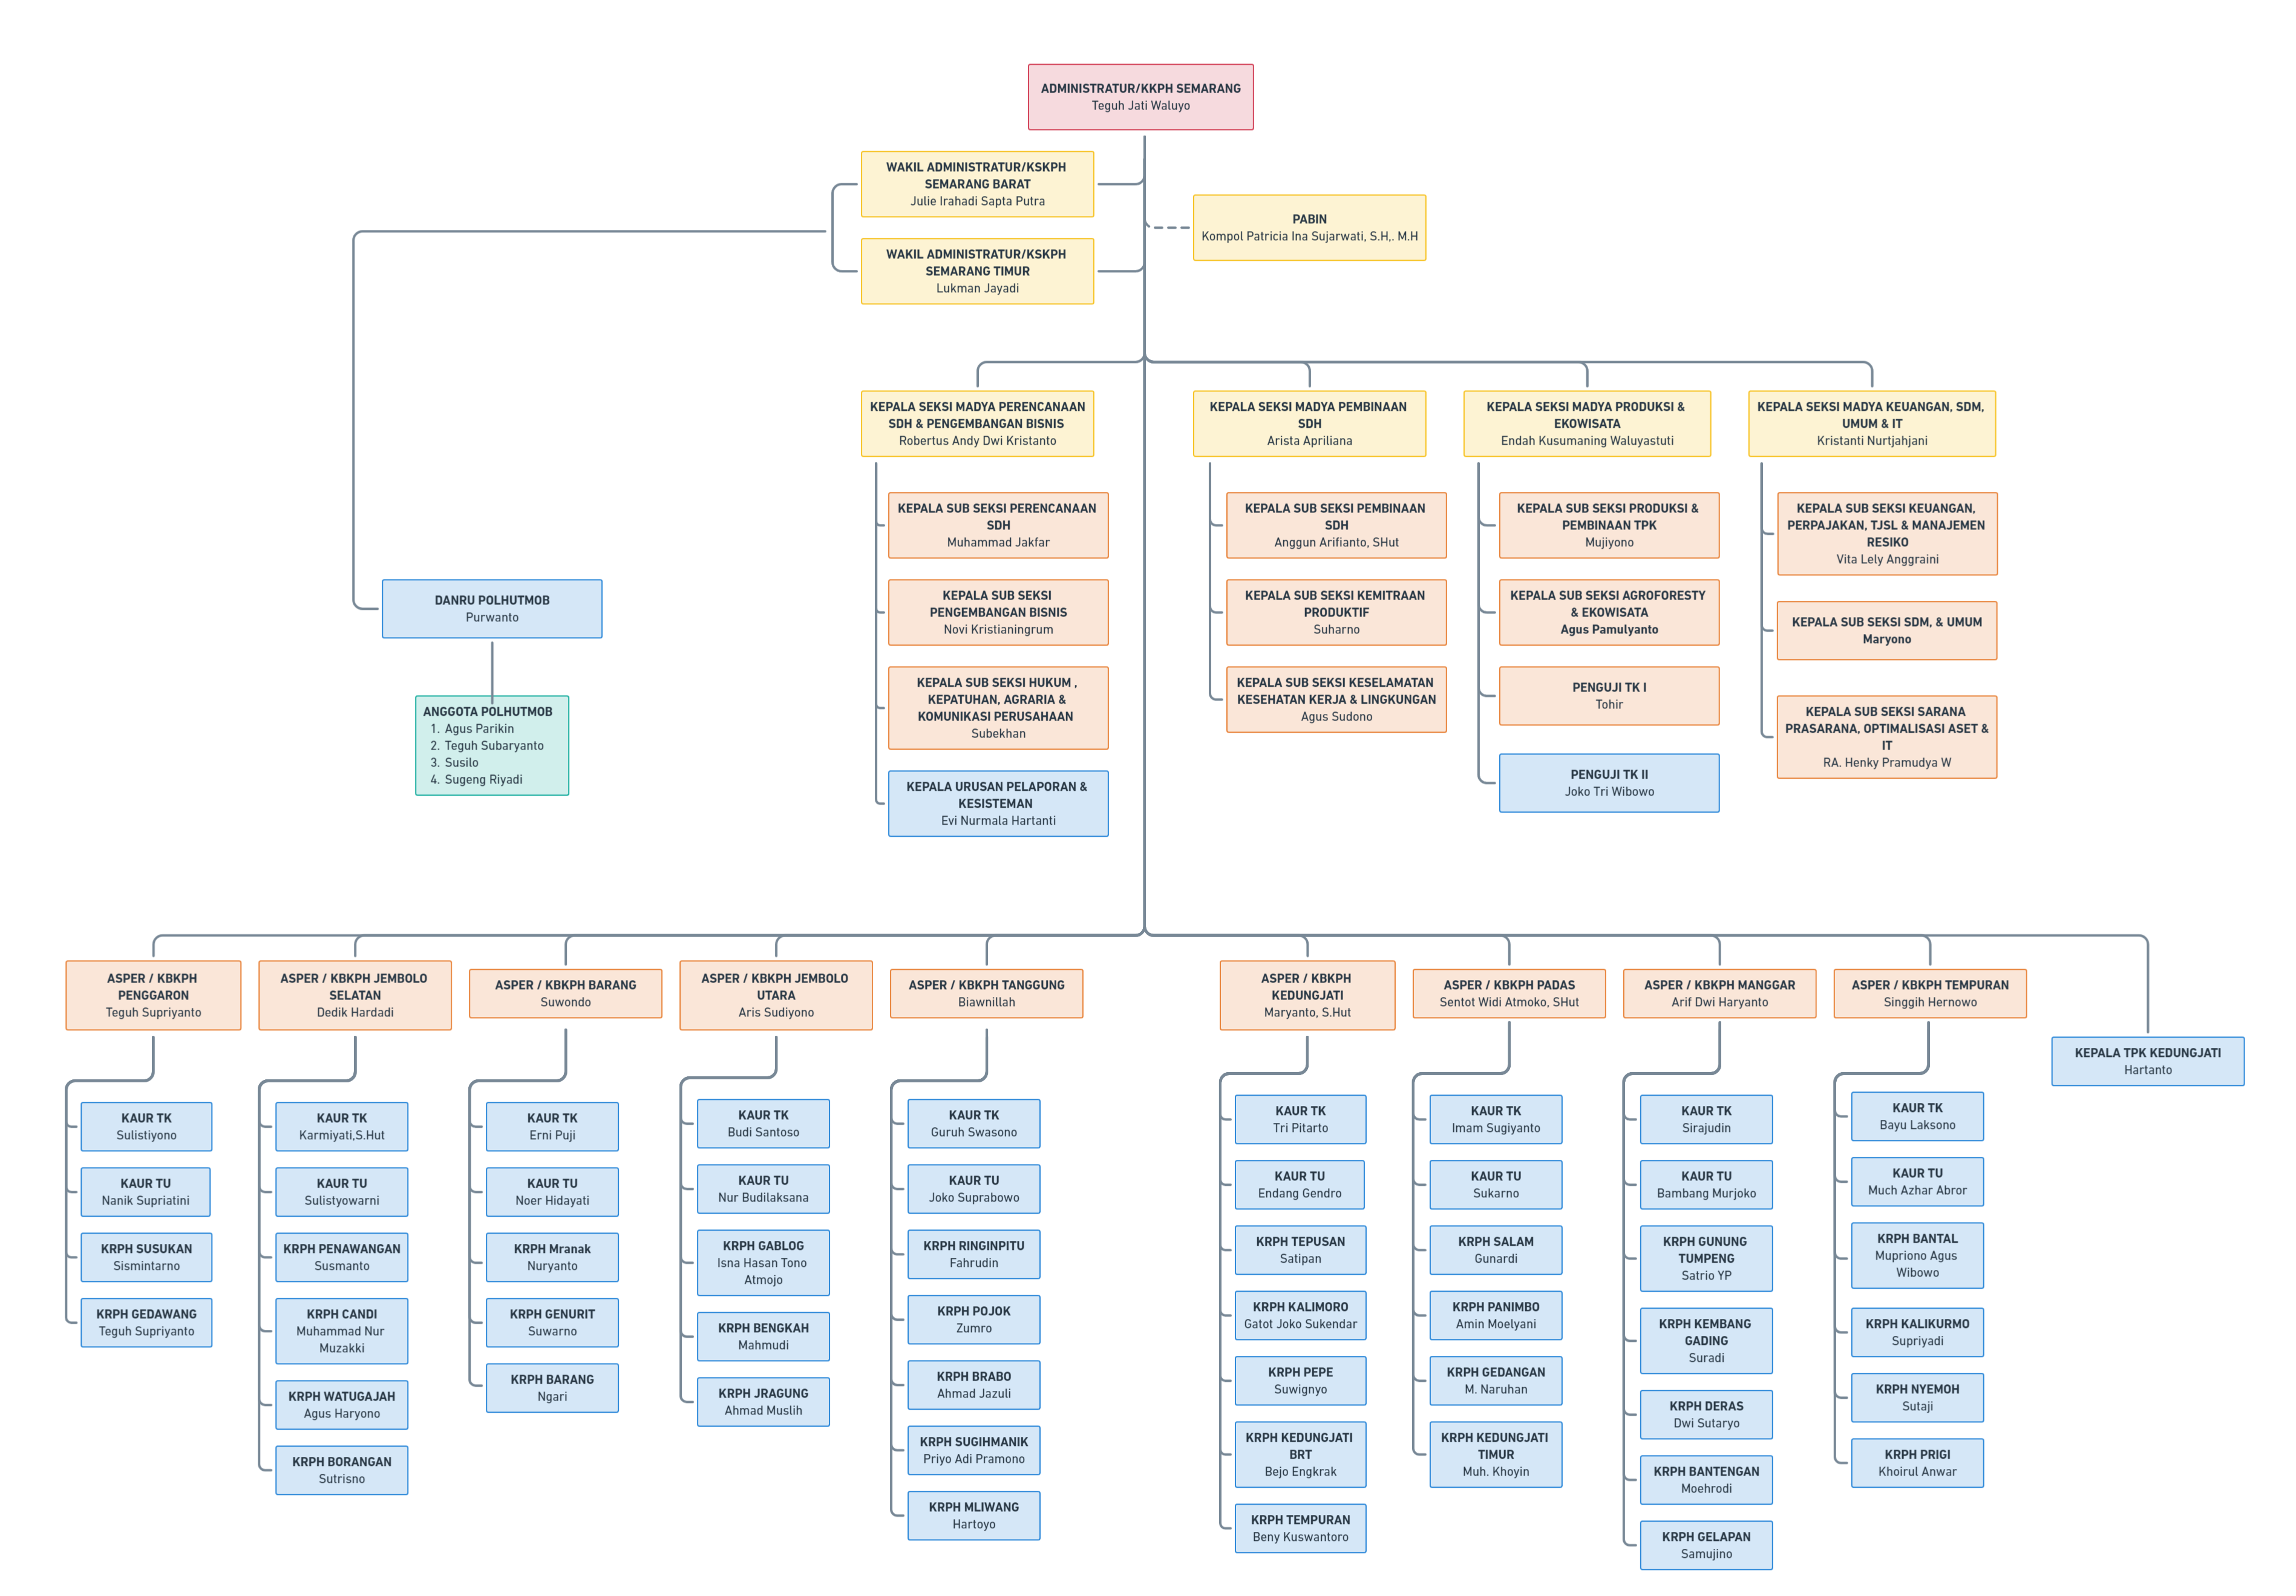 ADMINISTRATUR/KKPH SEMARANG
Teguh Jati Waluyo
WAKIL ADMINISTRATUR/KSKPH
SEMARANG BARAT
Julie Irahadi Sapta Putra
PABIN
Kompol Patricia Ina Sujarwati, S.H,. M.H
WAKIL ADMINISTRATUR/KSKPH
SEMARANG TIMUR
Lukman Jayadi
KEPALA SEKSI MADYA PERENCANAAN
SDH & PENGEMBANGAN BISNIS
Robertus Andy Dwi Kristanto
KEPALA SEKSI MADYA PEMBINAAN
SDH
Arista Apriliana
KEPALA SEKSI MADYA PRODUKSI &
EKOWISATA
Endah Kusumaning Waluyastuti
KEPALA SEKSI MADYA KEUANGAN, SDM,
UMUM & IT
Kristanti Nurtjahjani
KEPALA SUB SEKSI PERENCANAAN
SDH
Muhammad Jakfar
KEPALA SUB SEKSI
PENGEMBANGAN BISNIS
Novi Kristianingrum
KEPALA SUB SEKSI HUKUM ,
KEPATUHAN, AGRARIA &
KOMUNIKASI PERUSAHAAN
Subekhan
KEPALA URUSAN PELAPORAN &
KESISTEMAN
Evi Nurmala Hartanti
KEPALA SUB SEKSI PEMBINAAN
SDH
Anggun Arifianto, SHut
KEPALA SUB SEKSI KEMITRAAN
PRODUKTIF
Suharno
KEPALA SUB SEKSI KESELAMATAN
KESEHATAN KERJA & LINGKUNGAN
Agus Sudono
KEPALA SUB SEKSI PRODUKSI &
PEMBINAAN TPK
Mujiyono
KEPALA SUB SEKSI AGROFORESTY
& EKOWISATA
Agus Pamulyanto
PENGUJI TK I
Tohir
PENGUJI TK II
Joko Tri Wibowo
KEPALA SUB SEKSI KEUANGAN,
PERPAJAKAN, TJSL & MANAJEMEN
RESIKO
Vita Lely Anggraini
KEPALA SUB SEKSI SDM, & UMUM
Maryono
KEPALA SUB SEKSI SARANA
PRASARANA, OPTIMALISASI ASET &
IT
RA. Henky Pramudya W
DANRU POLHUTMOB
Purwanto
ANGGOTA POLHUTMOB
1. Agus Parikin
2. Teguh Subaryanto
3. Susilo
4. Sugeng Riyadi
ASPER / KBKPH
PENGGARON
Teguh Supriyanto
KAUR TK
Sulistiyono
KAUR TU
Nanik Supriatini
KRPH SUSUKAN
Sismintarno
KRPH GEDAWANG
Teguh Supriyanto
ASPER / KBKPH JEMBOLO
SELATAN
Dedik Hardadi
KAUR TK
Karmiyati,S.Hut
KAUR TU
Sulistyowarni
KRPH PENAWANGAN
Susmanto
KRPH CANDI
Muhammad Nur
Muzakki
KRPH WATUGAJAH
Agus Haryono
KRPH BORANGAN
Sutrisno
ASPER / KBKPH BARANG
Suwondo
KAUR TK
Erni Puji
KAUR TU
Noer Hidayati
KRPH Mranak
Nuryanto
KRPH GENURIT
Suwarno
KRPH BARANG
Ngari
ASPER / KBKPH JEMBOLO
UTARA
Aris Sudiyono
KAUR TK
Budi Santoso
KAUR TU
Nur Budilaksana
KRPH GABLOG
Isna Hasan Tono
Atmojo
KRPH BENGKAH
Mahmudi
KRPH JRAGUNG
Ahmad Muslih
ASPER / KBKPH TANGGUNG
Biawnillah
KAUR TK
Guruh Swasono
KAUR TU
Joko Suprabowo
KRPH RINGINPITU
Fahrudin
KRPH POJOK
Zumro
KRPH BRABO
Ahmad Jazuli
KRPH SUGIHMANIK
Priyo Adi Pramono
KRPH MLIWANG
Hartoyo
ASPER / KBKPH
KEDUNGJATI
Maryanto, S.Hut
KAUR TK
Tri Pitarto
KAUR TU
Endang Gendro
KRPH TEPUSAN
Satipan
KRPH KALIMORO
Gatot Joko Sukendar
KRPH PEPE
Suwignyo
KRPH KEDUNGJATI
BRT
Bejo Engkrak
KRPH TEMPURAN
Beny Kuswantoro
ASPER / KBKPH PADAS
Sentot Widi Atmoko, SHut
KAUR TK
Imam Sugiyanto
KAUR TU
Sukarno
KRPH SALAM
Gunardi
KRPH PANIMBO
Amin Moelyani
KRPH GEDANGAN
M. Naruhan
KRPH KEDUNGJATI
TIMUR
Muh. Khoyin
ASPER / KBKPH MANGGAR
Arif Dwi Haryanto
KAUR TK
Sirajudin
KAUR TU
Bambang Murjoko
KRPH GUNUNG
TUMPENG
Satrio YP
KRPH KEMBANG
GADING
Suradi
KRPH DERAS
Dwi Sutaryo
KRPH BANTENGAN
Moehrodi
KRPH GELAPAN
Samujino
ASPER / KBKPH TEMPURAN
Singgih Hernowo
KAUR TK
Bayu Laksono
KAUR TU
Much Azhar Abror
KRPH BANTAL
Mupriono Agus
Wibowo
KRPH KALIKURMO
Supriyadi
KRPH NYEMOH
Sutaji
KRPH PRIGI
Khoirul Anwar
KEPALA TPK KEDUNGJATI
Hartanto